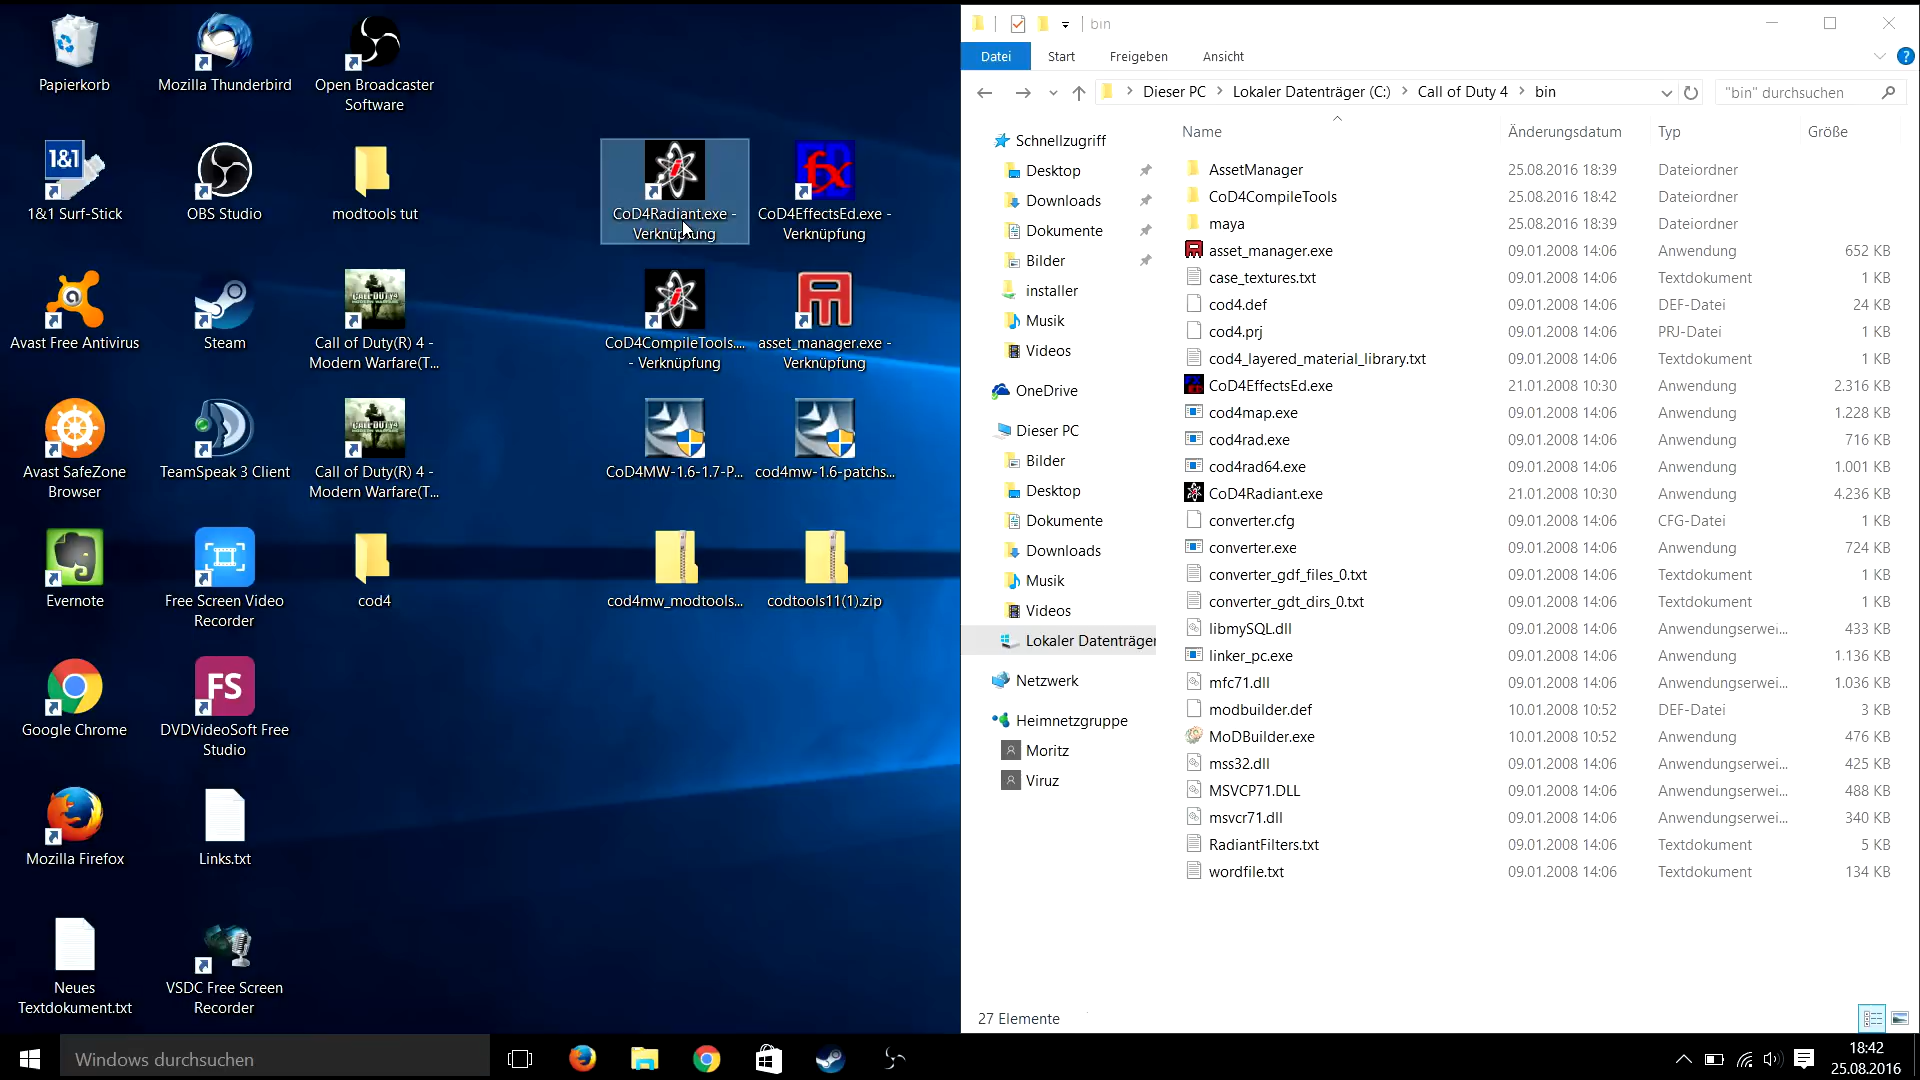 Papierkorb
Mozilla Thunderbird
Open Broadcaster
Software
1&1
1&1 Surf-Stick
OBS Studio
modtools tut
CoD4Radiant.exe -
Verknüpfung
fx
CoD4EffectsEd.exe -
Verknüpfung
Avast Free Antivirus
Steam
CALL OF DUTY 4
Call of Duty(R) 4 -
Modern Warfare(T...
CoD4CompileTools....
- Verknüpfung
asset_manager.exe -
Verknüpfung
Avast SafeZone
Browser
TeamSpeak 3 Client
CALL OF DUTY 4
Call of Duty(R) 4 -
Modern Warfare(T...
CoD4MW-1.6-1.7-P...
cod4mw-1.6-patchs...
Evernote
Free Screen Video
Recorder
cod4
cod4mw_modtools...
codtools11(1).zip
Google Chrome
FS
DVDVideoSoft Free
Studio
Mozilla Firefox
Links.txt
Neues
Textdokument.txt
VSDC Free Screen
Recorder
bin
Datei
Start
Freigeben
Ansicht
?
Dieser PC
Lokaler Datenträger (C:)
Call of Duty 4
bin
"bin" durchsuchen
Schnellzugriff
Desktop
Downloads
Dokumente
Bilder
installer
Musik
Videos
OneDrive
Dieser PC
Bilder
Desktop
Dokumente
Downloads
Musik
Videos
Lokaler Datenträger
Netzwerk
Heimnetzgruppe
Moritz
Viruz
Name Änderungsdatum Typ Größe
AssetManager 25.08.2016 18:39 Dateiordner
CoD4CompileTools 25.08.2016 18:42 Dateiordner
maya 25.08.2016 18:39 Dateiordner
asset_manager.exe 09.01.2008 14:06 Anwendung 652 KB
case_textures.txt 09.01.2008 14:06 Textdokument 1 KB
cod4.def 09.01.2008 14:06 DEF-Datei 24 KB
cod4.prj 09.01.2008 14:06 PRJ-Datei 1 KB
cod4_layered_material_library.txt 09.01.2008 14:06 Textdokument 1 KB
CoD4EffectsEd.exe 21.01.2008 10:30 Anwendung 2.316 KB
cod4map.exe 09.01.2008 14:06 Anwendung 1.228 KB
cod4rad.exe 09.01.2008 14:06 Anwendung 716 KB
cod4rad64.exe 09.01.2008 14:06 Anwendung 1.001 KB
CoD4Radiant.exe 21.01.2008 10:30 Anwendung 4.236 KB
converter.cfg 09.01.2008 14:06 CFG-Datei 1 KB
converter.exe 09.01.2008 14:06 Anwendung 724 KB
converter_gdf_files_0.txt 09.01.2008 14:06 Textdokument 1 KB
converter_gdt_dirs_0.txt 09.01.2008 14:06 Textdokument 1 KB
libmySQL.dll 09.01.2008 14:06 Anwendungserwei... 433 KB
linker_pc.exe 09.01.2008 14:06 Anwendung 1.136 KB
mfc71.dll 09.01.2008 14:06 Anwendungserwei... 1.036 KB
modbuilder.def 10.01.2008 10:52 DEF-Datei 3 KB
MoDBuilder.exe 10.01.2008 10:52 Anwendung 476 KB
mss32.dll 09.01.2008 14:06 Anwendungserwei... 425 KB
MSVCP71.DLL 09.01.2008 14:06 Anwendungserwei... 488 KB
msvcr71.dll 09.01.2008 14:06 Anwendungserwei... 340 KB
RadiantFilters.txt 09.01.2008 14:06 Textdokument 5 KB
wordfile.txt 09.01.2008 14:06 Textdokument 134 KB
27 Elemente
Windows durchsuchen
18:42
25.08.2016